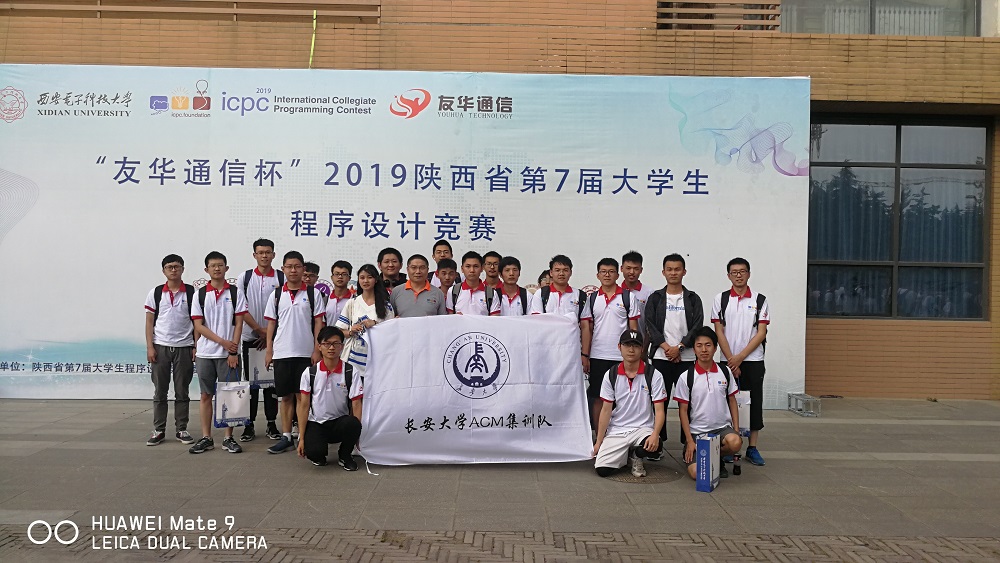 西安电子科技大学
XIDIAN UNIVERSITY
icpc.foundation
2019
icpc International Collegiate
Programming Contest
友华通信
YOUHUA TECHNOLOGY
“友华通信杯”2019陕西省第7届大学生
程序设计竞赛
单位：陕西省第7届大学生程序设
CHANG'AN UNIVERSITY
长安大学
长安大学ACM集训队
HUAWEI Mate 9
LEICA DUAL CAMERA